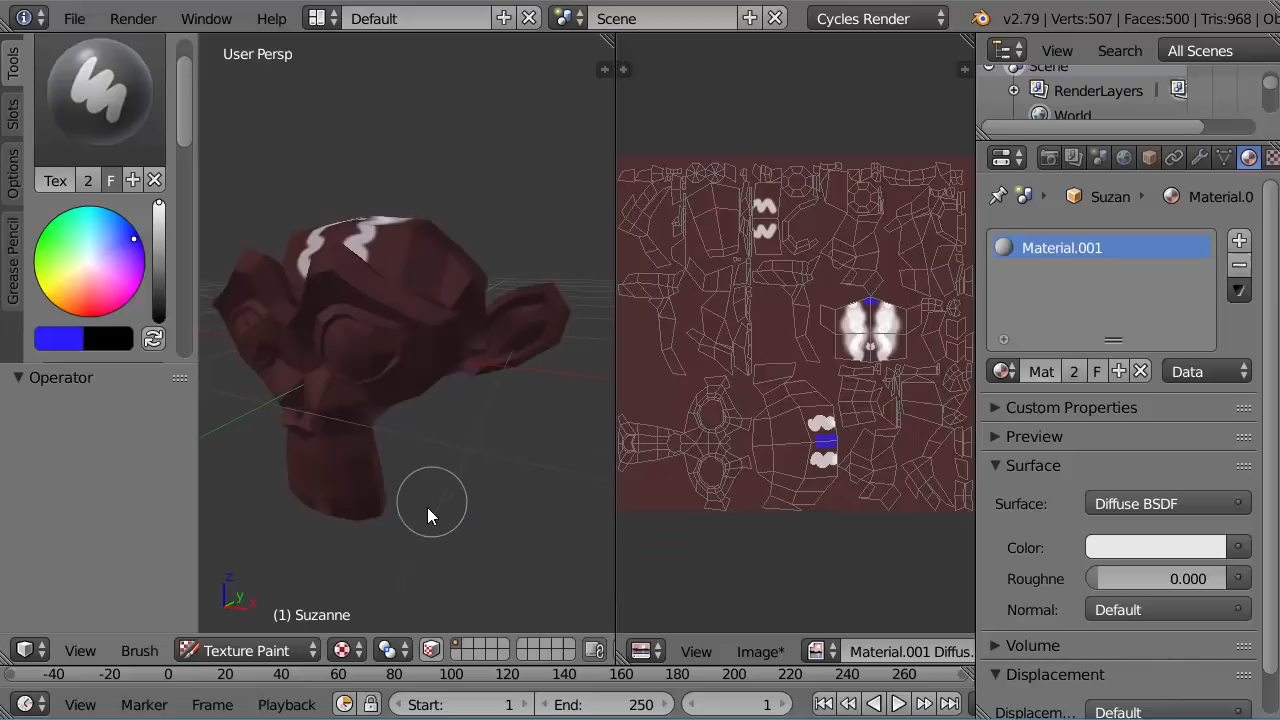 File Render Window Help Default Scene Cycles Render v2.79 | Verts:507 | Faces:500 | Tris:968 | Ob
View Search All Scenes
Scene
RenderLayers
World
Tools
Slots
Options
Grease Pencil
User Persp
Tex 2 F
Suzan Material.0
Material.001
Mat 2 F Data
Operator
Custom Properties
Preview
Surface
Surface: Diffuse BSDF
Color:
Roughne 0.000
Normal: Default
Volume
Displacement
Displacem... Default
z
y
x
(1) Suzanne
View Brush Texture Paint
View Image* Material.001 Diffus.
-40 -20 0 20 40 60 80 100 120 140 160 180 200 220 240 260
View Marker Frame Playback Start: 1 End: 250 1